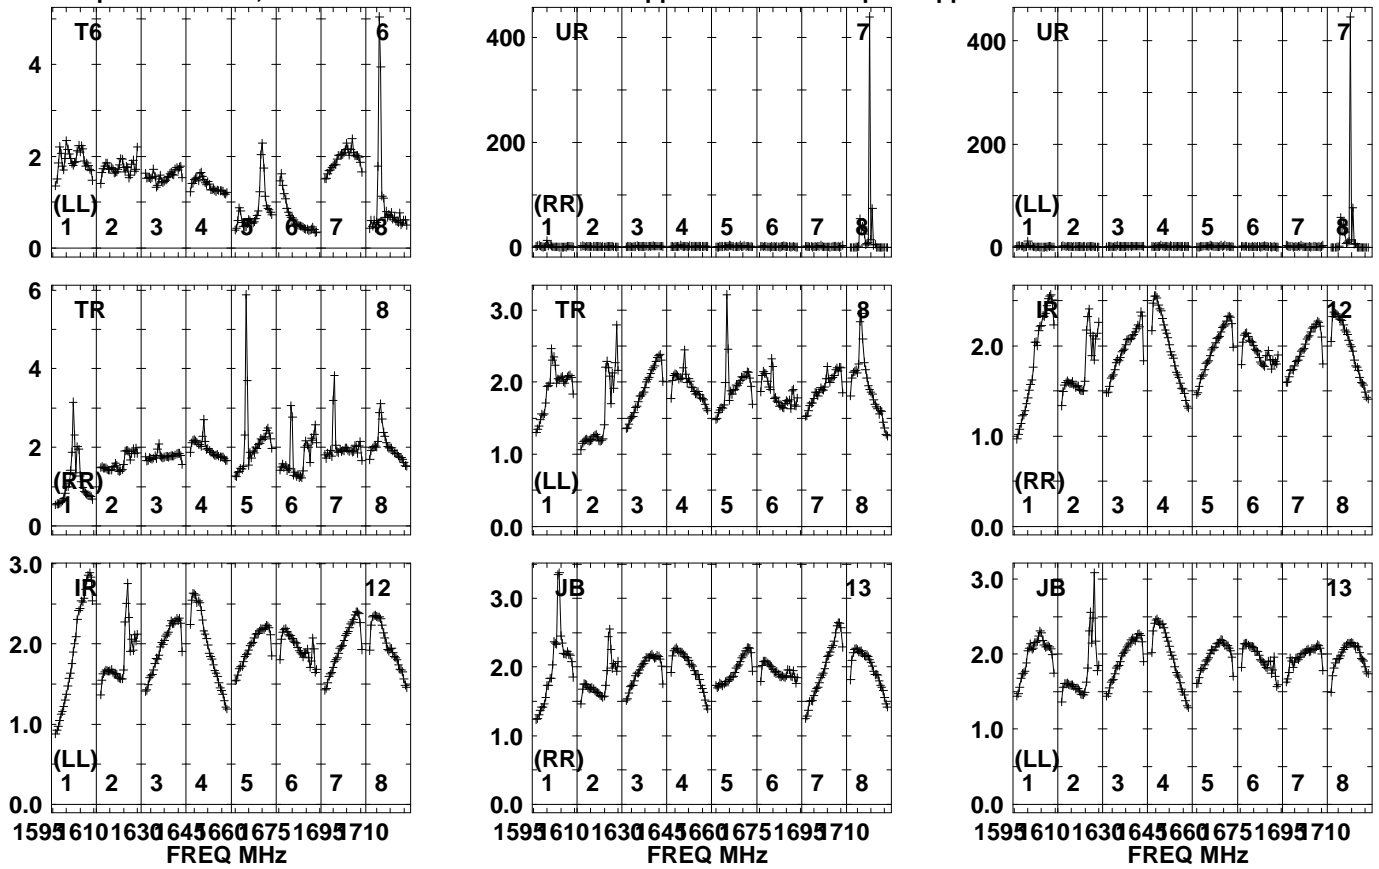 T6 6 UR 7 UR 7
4 400 400
2 200 200
(LL) (RR) (LL)
1 2 3 4 5 6 7 8 1 2 3 4 5 6 7 8 1 2 3 4 5 6 7 8
0 0 0
6 TR 8 3.0 TR 8 IR 12
4 2.0 2.0
2 1.0 1.0
(RR) (LL) (RR)
1 2 3 4 5 6 7 8 1 2 3 4 5 6 7 8 1 2 3 4 5 6 7 8
0 0.0 0.0
3.0 IR 12 3.0 JB 13 3.0 JB 13
2.0 2.0 2.0
1.0 1.0 1.0
(LL) (RR) (LL)
1 2 3 4 5 6 7 8 1 2 3 4 5 6 7 8 1 2 3 4 5 6 7 8
0.0 0.0 0.0
1595 1610 1630 1645 1660 1675 1695 1710 1595 1610 1630 1645 1660 1675 1695 1710 1595 1610 1630 1645 1660 1675 1695 1710
FREQ MHz FREQ MHz FREQ MHz